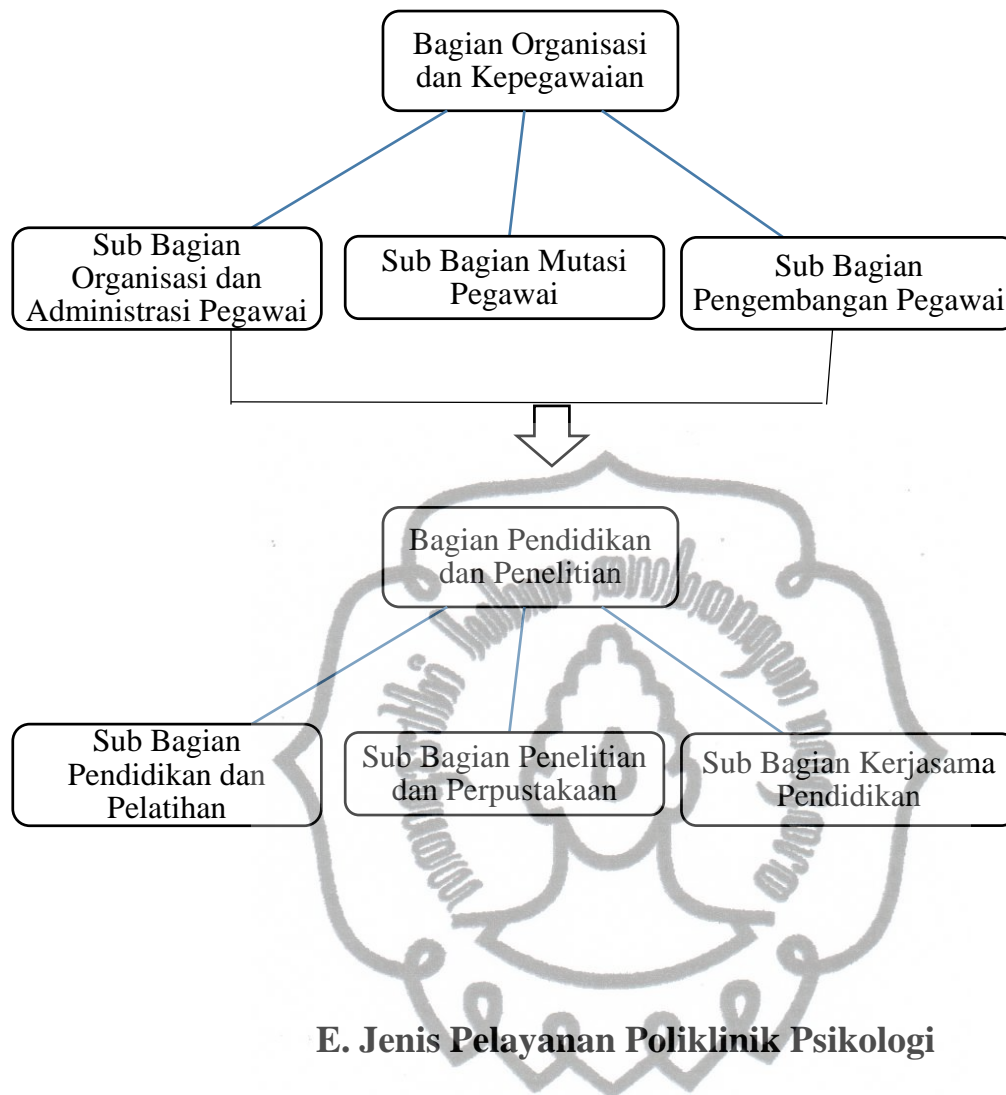 Bagian Organisasi
dan Kepegawaian
Sub Bagian
Organisasi dan
Administrasi Pegawai
Sub Bagian Mutasi
Pegawai
Sub Bagian
Pengembangan Pegawai
Bagian Pendidikan
dan Penelitian
Sub Bagian
Pendidikan dan
Pelatihan
Sub Bagian Penelitian
dan Perpustakaan
Sub Bagian Kerjasama
Pendidikan
E. Jenis Pelayanan Poliklinik Psikologi